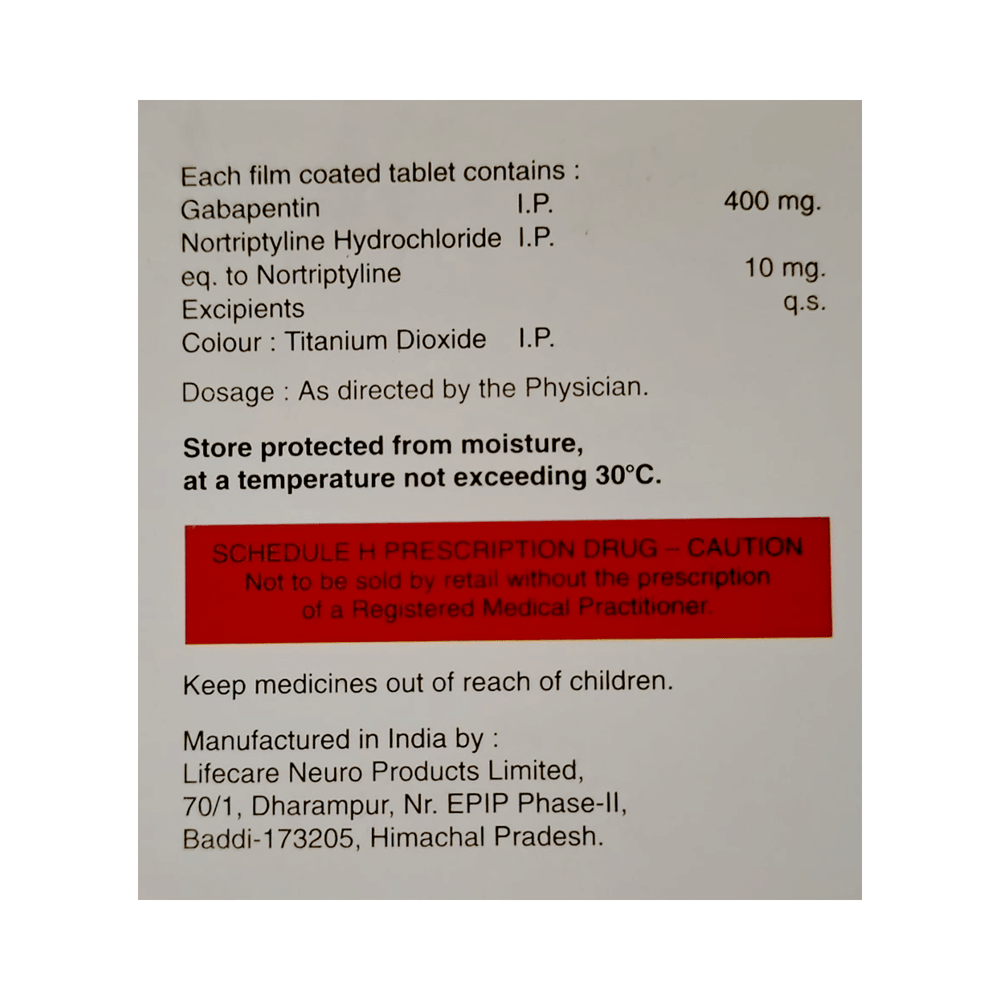 Each film coated tablet contains :
Gabapentin I.P. 400 mg.
Nortriptyline Hydrochloride I.P.
eq. to Nortriptyline 10 mg.
Excipients q.s.
Colour : Titanium Dioxide I.P.
Dosage : As directed by the Physician.
Store protected from moisture,
at a temperature not exceeding 30°C.
SCHEDULE H PRESCRIPTION DRUG – CAUTION
Not to be sold by retail without the prescription
of a Registered Medical Practitioner.
Keep medicines out of reach of children.
Manufactured in India by :
Lifecare Neuro Products Limited,
70/1, Dharampur, Nr. EPIP Phase-II,
Baddi-173205, Himachal Pradesh.